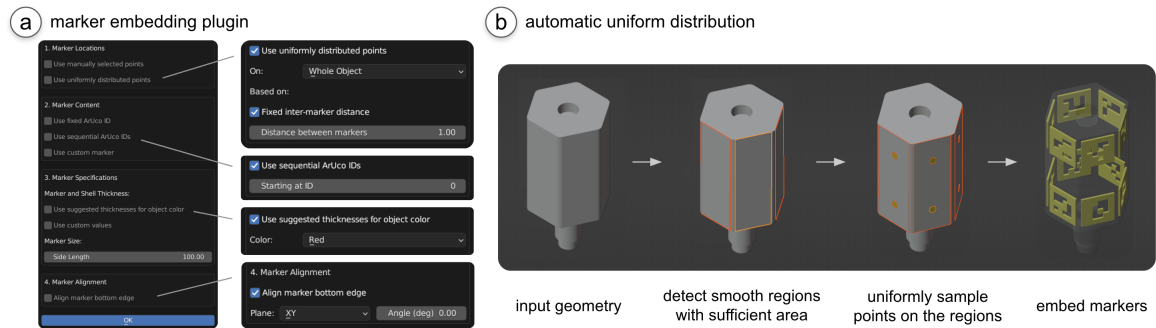 a marker embedding plugin
1. Marker Locations
Use manually selected points
Use uniformly distributed points
2. Marker Content
Use fixed ArUco ID
Use sequential ArUco IDs
Use custom marker
3. Marker Specifications
Marker and Shell Thickness:
Use suggested thicknesses for object color
Use custom values
Marker Size:
Side Length 100.00
4. Marker Alignment
Align marker bottom edge
OK
Use uniformly distributed points
On: Whole Object
Based on:
Fixed inter-marker distance
Distance between markers 1.00
Use sequential ArUco IDs
Starting at ID 0
Use suggested thicknesses for object color
Color: Red
4. Marker Alignment
Align marker bottom edge
Plane: XY Angle (deg) 0.00
b automatic uniform distribution
input geometry
detect smooth regions
with sufficient area
uniformly sample
points on the regions
embed markers